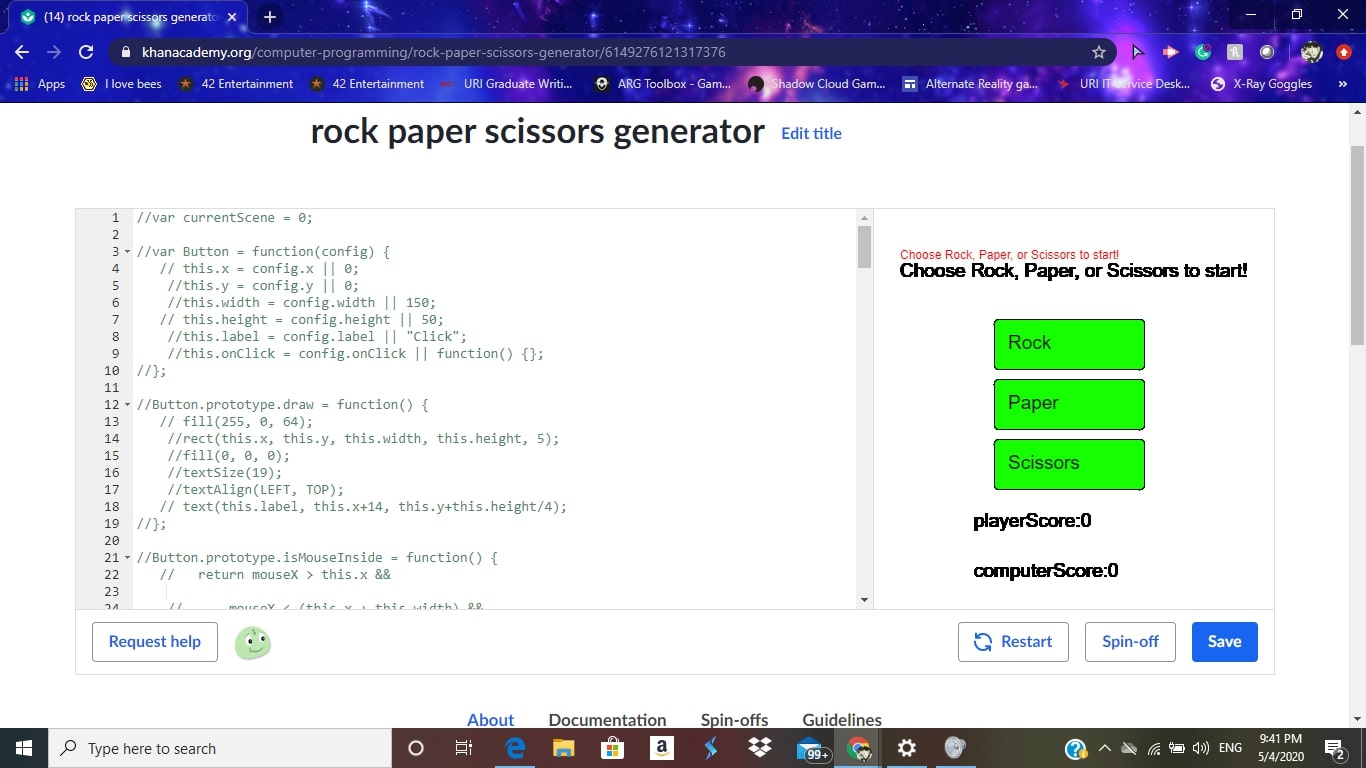 (14) rock paper scissors generato
khanacademy.org/computer-programming/rock-paper-scissors-generator/6149276121317376
Apps I love bees 42 Entertainment 42 Entertainment URI Graduate Writi... ARG Toolbox - Gam... Shadow Cloud Gam... Alternate Reality ga... URI IT Service Desk... X-Ray Goggles »
rock paper scissors generator Edit title
1 //var currentScene = 0;
2
3 //var Button = function(config) {
4 // this.x = config.x || 0;
5 //this.y = config.y || 0;
6 //this.width = config.width || 150;
7 // this.height = config.height || 50;
8 //this.label = config.label || "Click";
9 //this.onClick = config.onClick || function() {};
10 //};
11
12 //Button.prototype.draw = function() {
13 // fill(255, 0, 64);
14 //rect(this.x, this.y, this.width, this.height, 5);
15 //fill(0, 0, 0);
16 //textSize(19);
17 //textAlign(LEFT, TOP);
18 // text(this.label, this.x+14, this.y+this.height/4);
19 //};
20
21 //Button.prototype.isMouseInside = function() {
22 // return mouseX > this.x &&
23
24 // mouseX < (this.x + this.width) &&
Choose Rock, Paper, or Scissors to start!
Choose Rock, Paper, or Scissors to start!
Rock
Paper
Scissors
playerScore:0
computerScore:0
Request help
Restart
Spin-off
Save
About Documentation Spin-offs Guidelines
Type here to search
99+
ENG
9:41 PM
5/4/2020
2